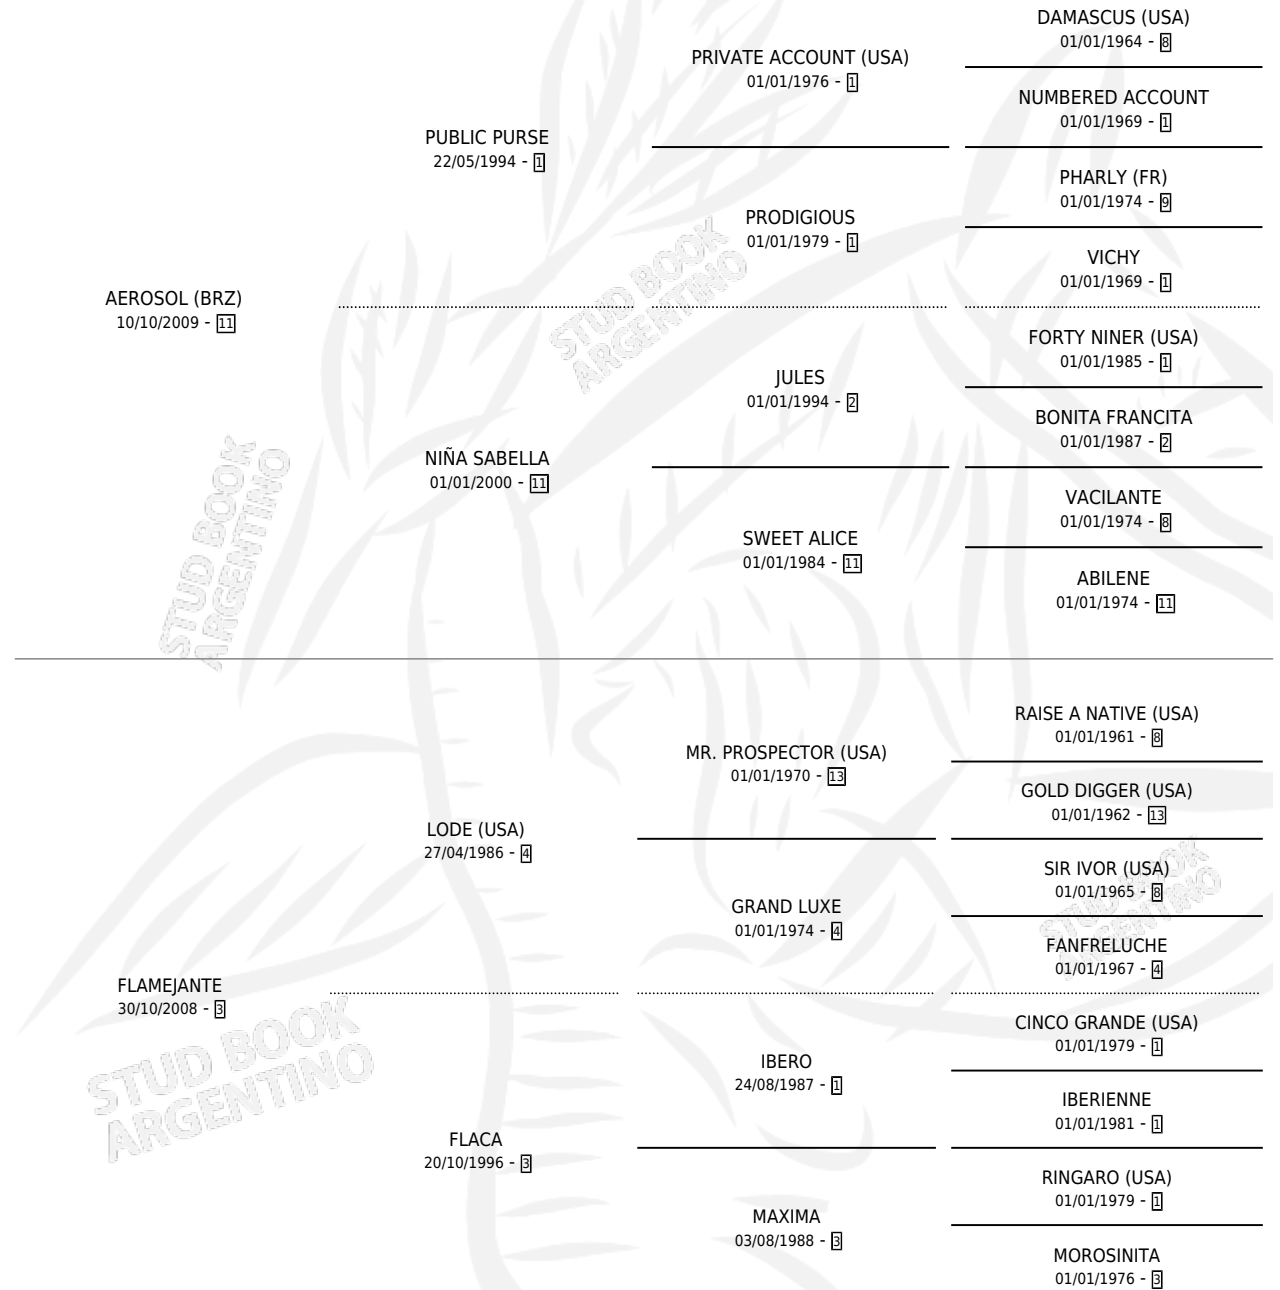 DAMASCUS (USA)
01/01/1964 - 8
PRIVATE ACCOUNT (USA)
01/01/1976 - 1
NUMBERED ACCOUNT
01/01/1969 - 1
PUBLIC PURSE
22/05/1994 - 1
PHARLY (FR)
01/01/1974 - 9
PRODIGIOUS
01/01/1979 - 1
VICHY
01/01/1969 - 1
AEROSOL (BRZ)
10/10/2009 - 11
FORTY NINER (USA)
01/01/1985 - 1
JULES
01/01/1994 - 2
BONITA FRANCITA
01/01/1987 - 2
NIÑA SABELLA
01/01/2000 - 11
VACILANTE
01/01/1974 - 8
SWEET ALICE
01/01/1984 - 11
ABILENE
01/01/1974 - 11
RAISE A NATIVE (USA)
01/01/1961 - 8
MR. PROSPECTOR (USA)
01/01/1970 - 13
GOLD DIGGER (USA)
01/01/1962 - 13
LODE (USA)
27/04/1986 - 4
SIR IVOR (USA)
01/01/1965 - 8
GRAND LUXE
01/01/1974 - 4
FANFRELUCHE
01/01/1967 - 4
FLAMEJANTE
30/10/2008 - 3
CINCO GRANDE (USA)
01/01/1979 - 1
IBERO
24/08/1987 - 1
IBERIENNE
01/01/1981 - 1
FLACA
20/10/1996 - 3
RINGARO (USA)
01/01/1979 - 1
MAXIMA
03/08/1988 - 3
MOROSINITA
01/01/1976 - 3
STUD BOOK
ARGENTINO
STUD BOOK
ARGENTINO
STUD BOOK
ARGENTINO
STUD BOOK
ARGENTINO